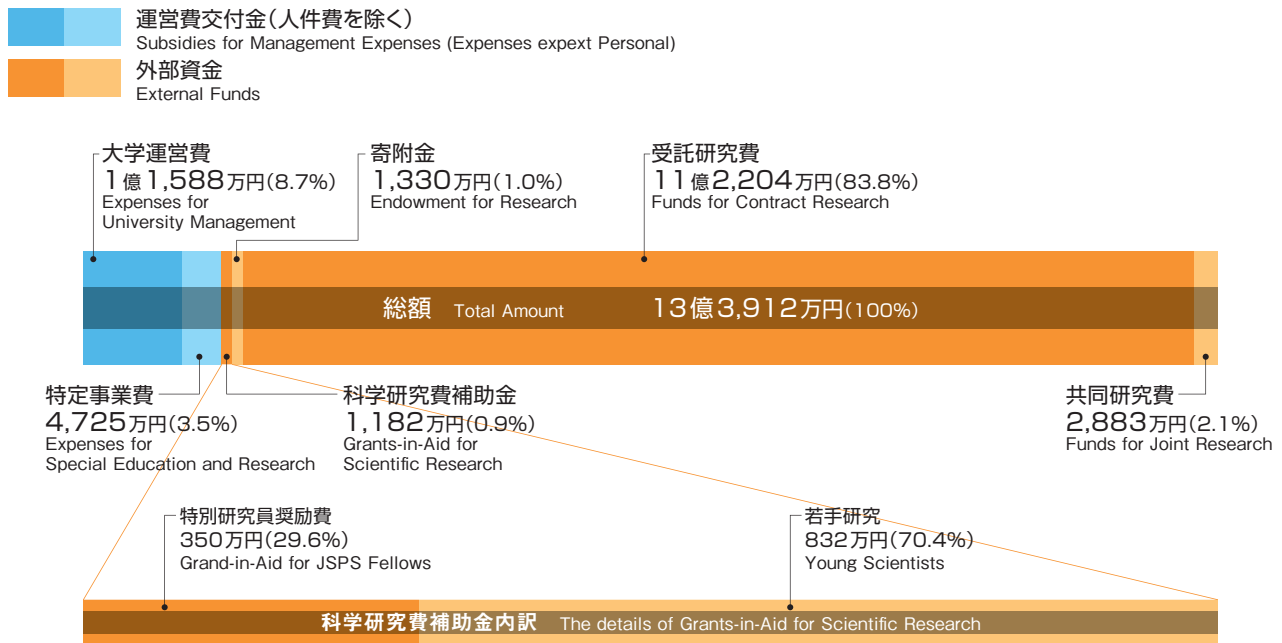 運営費交付金(人件費を除く)
Subsidies for Management Expenses (Expenses expext Personal)
外部資金
External Funds
大学運営費
1億1,588万円(8.7%)
Expenses for
University Management
寄附金
1,330万円(1.0%)
Endowment for Research
受託研究費
11億2,204万円(83.8%)
Funds for Contract Research
総額 Total Amount 13億3,912万円(100%)
特定事業費
4,725万円(3.5%)
Expenses for
Special Education and Research
科学研究費補助金
1,182万円(0.9%)
Grants-in-Aid for
Scientific Research
共同研究費
2,883万円(2.1%)
Funds for Joint Research
特別研究員奨励費
350万円(29.6%)
Grand-in-Aid for JSPS Fellows
若手研究
832万円(70.4%)
Young Scientists
科学研究費補助金内訳 The details of Grants-in-Aid for Scientific Research